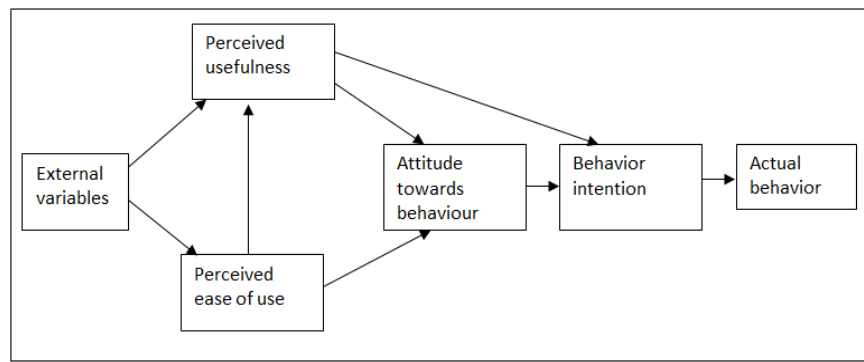 Perceived
usefulness
External
variables
Perceived
ease of use
Attitude
towards
behaviour
Behavior
intention
Actual
behavior